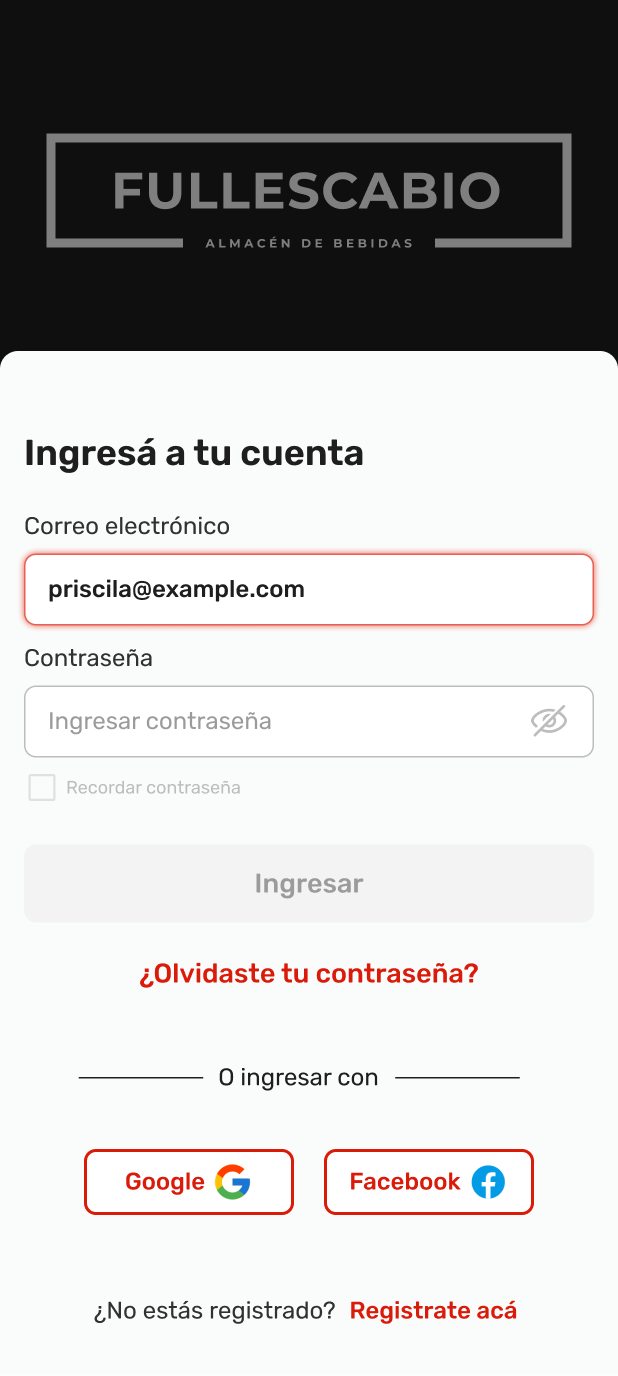 FULLESCABIO
ALMACÉN DE BEBIDAS
Ingresá a tu cuenta
Correo electrónico
priscila@example.com
Contraseña
Ingresar contraseña
Recordar contraseña
Ingresar
¿Olvidaste tu contraseña?
O ingresar con
Google Facebook
¿No estás registrado? Registrate acá